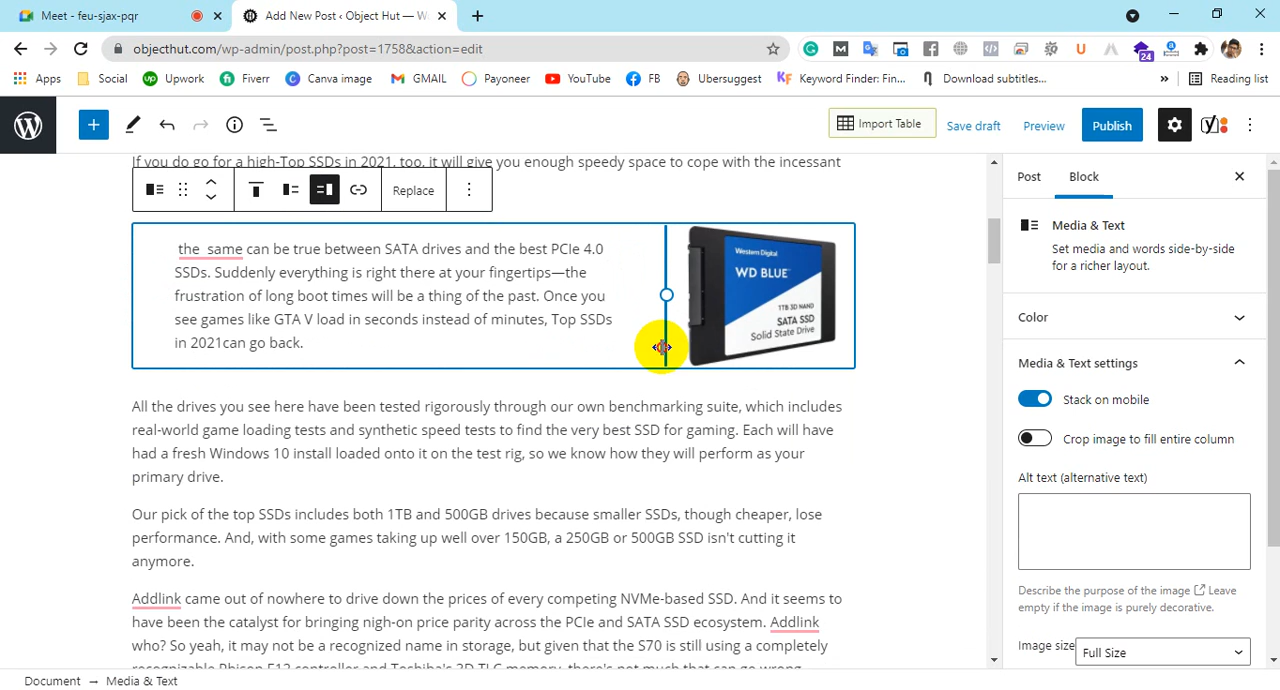 Meet - feu-sjax-pqr
Add New Post ‹ Object Hut — W
objecthut.com/wp-admin/post.php?post=1758&action=edit
24
Apps
Social
Upwork
Fiverr
Canva image
GMAIL
Payoneer
YouTube
FB
Ubersuggest
Keyword Finder: Fin...
Download subtitles...
»
Reading list
Import Table
Save draft
Preview
Publish
If you do go for a high-Top SSDs in 2021, too, it will give you enough speedy space to cope with the incessant
Replace
the same can be true between SATA drives and the best PCIe 4.0
SSDs. Suddenly everything is right there at your fingertips—the
frustration of long boot times will be a thing of the past. Once you
see games like GTA V load in seconds instead of minutes, Top SSDs
in 2021can go back.
Western Digital
WD BLUE
1TB 3D NAND
SATA SSD
Solid State Drive
All the drives you see here have been tested rigorously through our own benchmarking suite, which includes
real-world game loading tests and synthetic speed tests to find the very best SSD for gaming. Each will have
had a fresh Windows 10 install loaded onto it on the test rig, so we know how they will perform as your
primary drive.
Our pick of the top SSDs includes both 1TB and 500GB drives because smaller SSDs, though cheaper, lose
performance. And, with some games taking up well over 150GB, a 250GB or 500GB SSD isn't cutting it
anymore.
Addlink came out of nowhere to drive down the prices of every competing NVMe-based SSD. And it seems to
have been the catalyst for bringing nigh-on price parity across the PCIe and SATA SSD ecosystem. Addlink
who? So yeah, it may not be a recognized name in storage, but given that the S70 is still using a completely
recognizable Phison E12 controller and Toshiba's 3D TLC memory, there's not much that can go wrong
Post
Block
Media & Text
Set media and words side-by-side
for a richer layout.
Color
Media & Text settings
Stack on mobile
Crop image to fill entire column
Alt text (alternative text)
Describe the purpose of the image Leave
empty if the image is purely decorative.
Image size
Full Size
Document → Media & Text